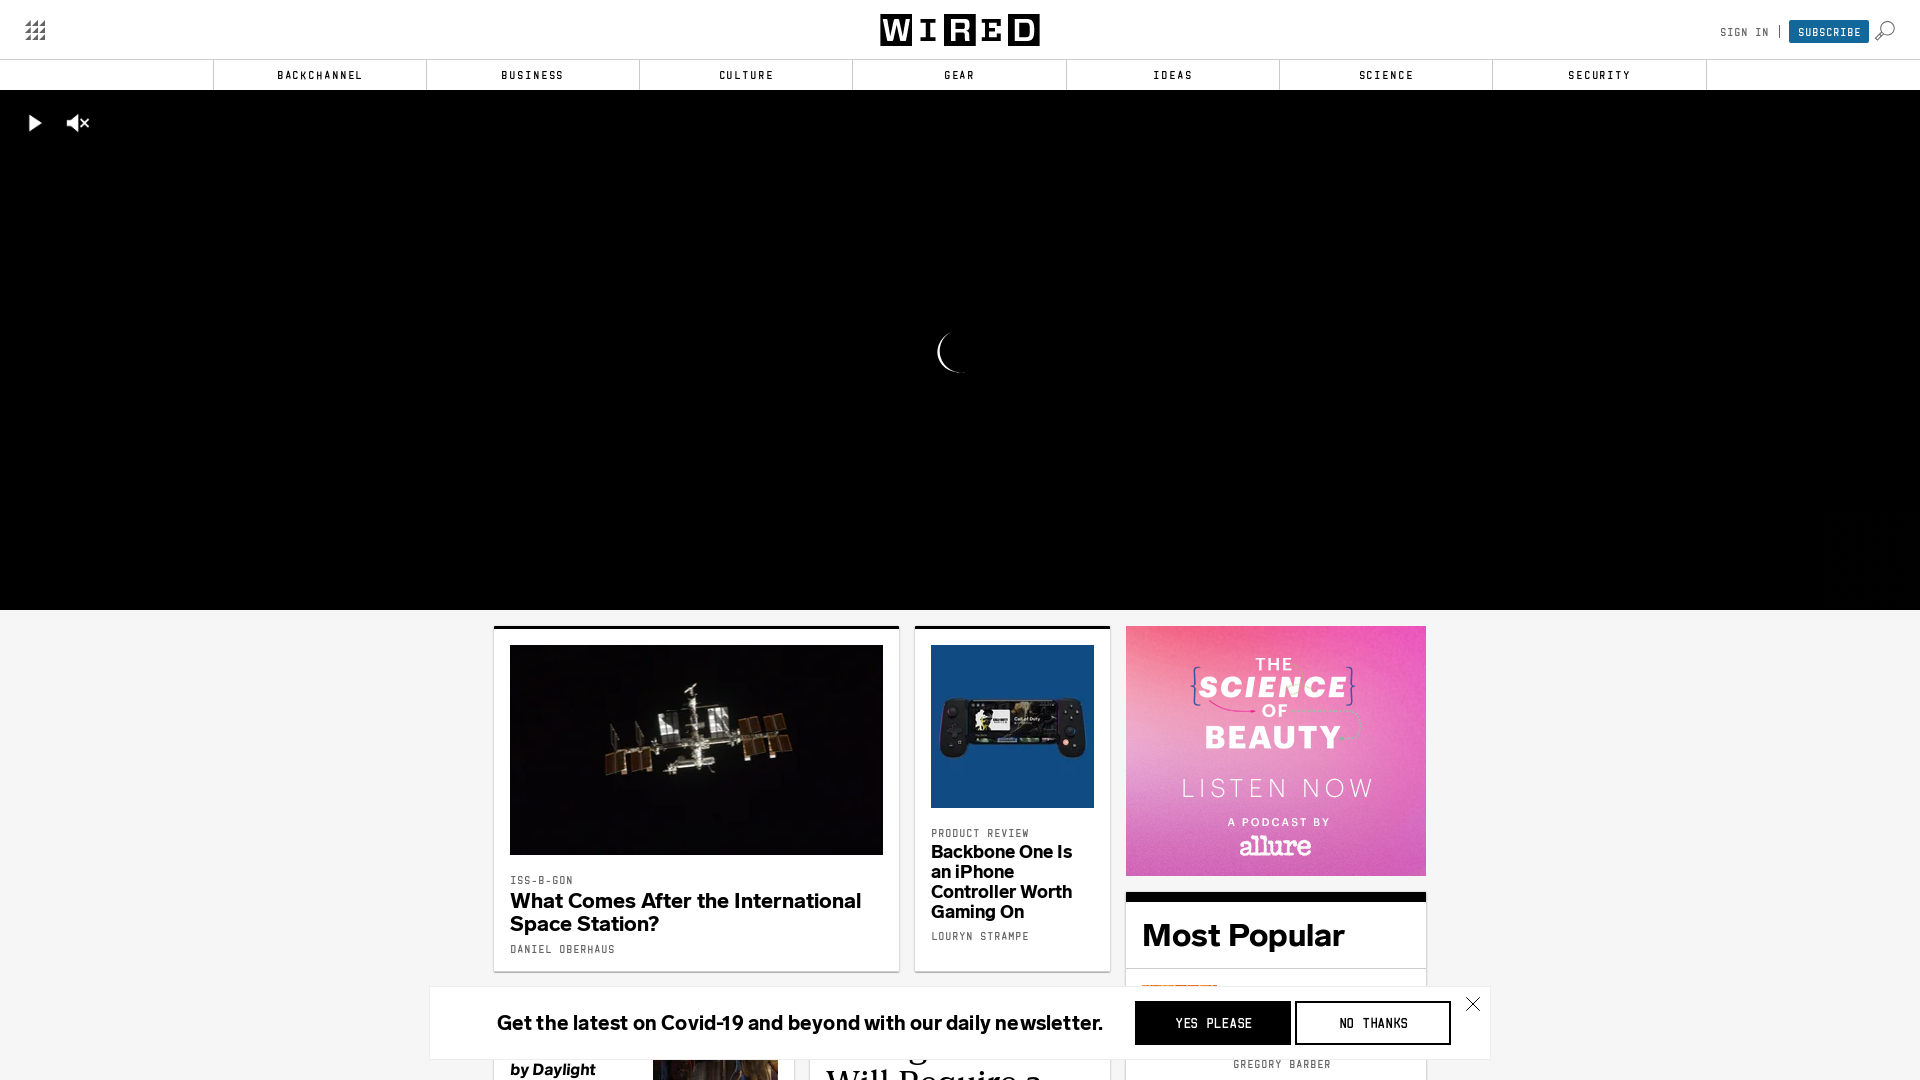 WIRED
SIGN IN
SUBSCRIBE
BACKCHANNEL
BUSINESS
CULTURE
GEAR
IDEAS
SCIENCE
SECURITY
ISS-B-GON
What Comes After the International
Space Station?
DANIEL OBERHAUS
PRODUCT REVIEW
Backbone One Is
an iPhone
Controller Worth
Gaming On
LOURYN STRAMPE
THE
{SCIENCE}
OF
BEAUTY
LISTEN NOW
A PODCAST BY
allure
Most Popular
Get the latest on Covid-19 and beyond with our daily newsletter.
YES PLEASE
NO THANKS
by Daylight
Will Require a
GREGORY BARBER